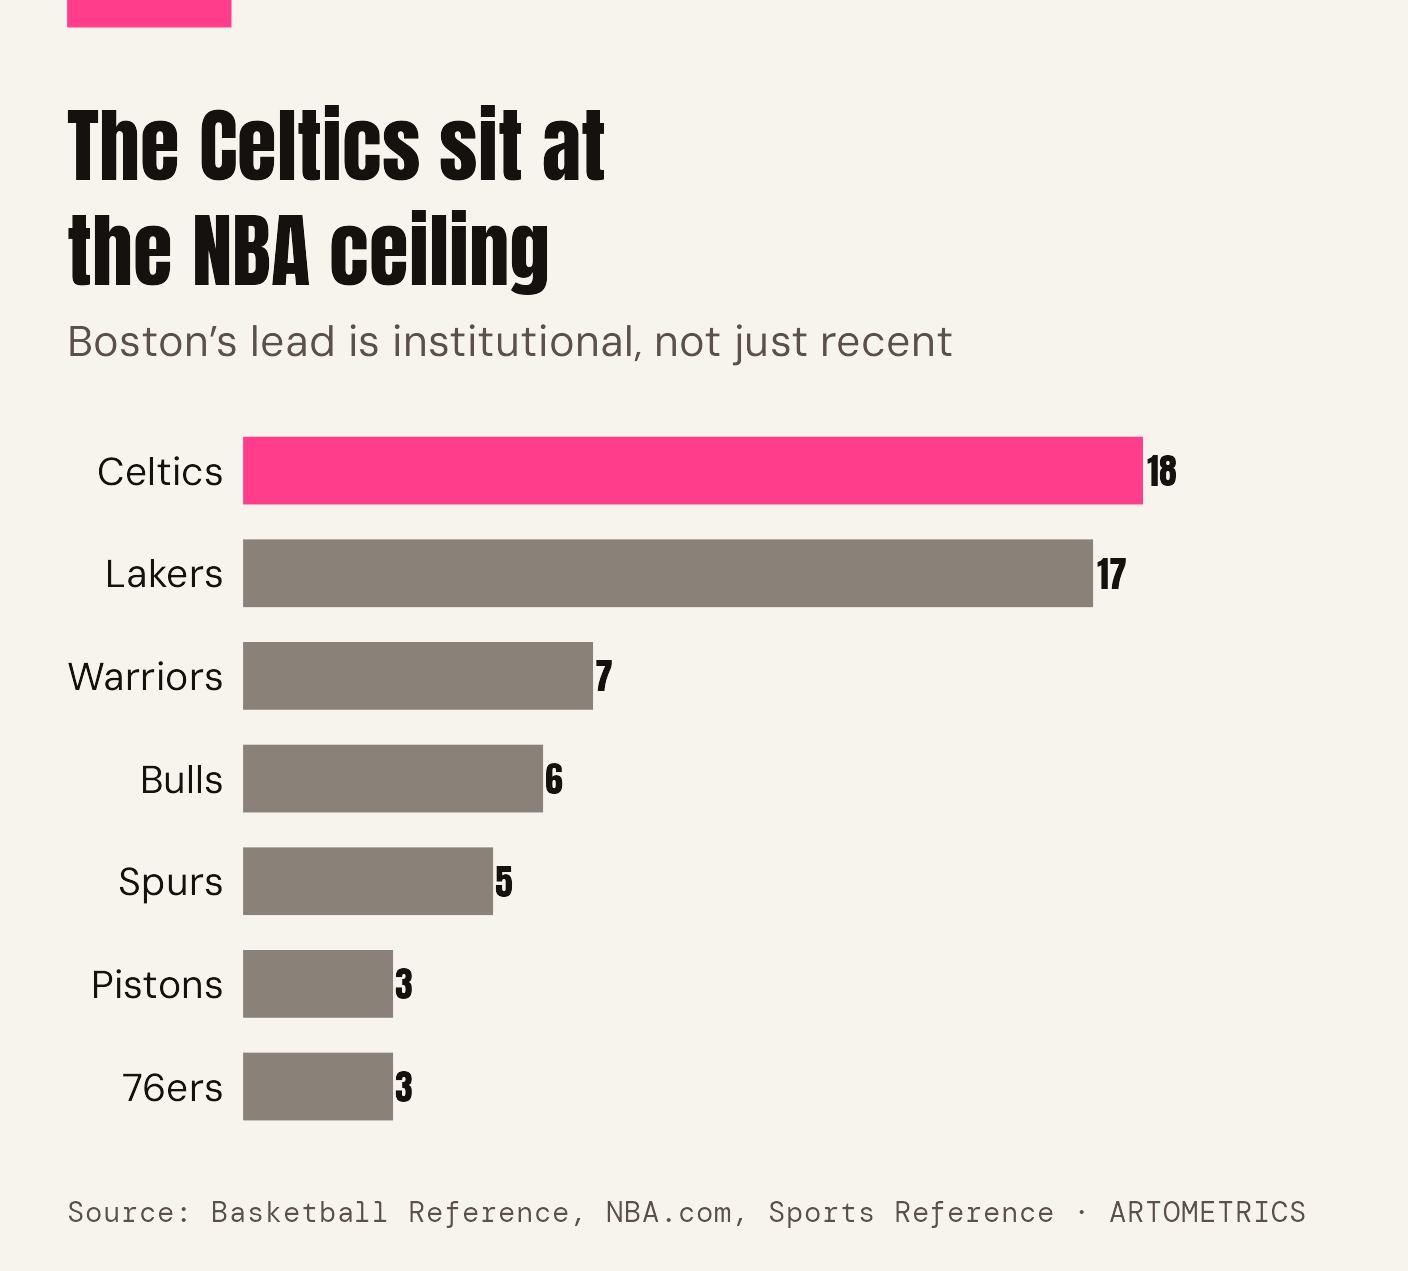 The Celtics sit at
the NBA ceiling
Boston’s lead is institutional, not just recent
Celtics 18
Lakers 17
Warriors 7
Bulls 6
Spurs 5
Pistons 3
76ers 3
Source: Basketball Reference, NBA.com, Sports Reference · ARTOMETRICS